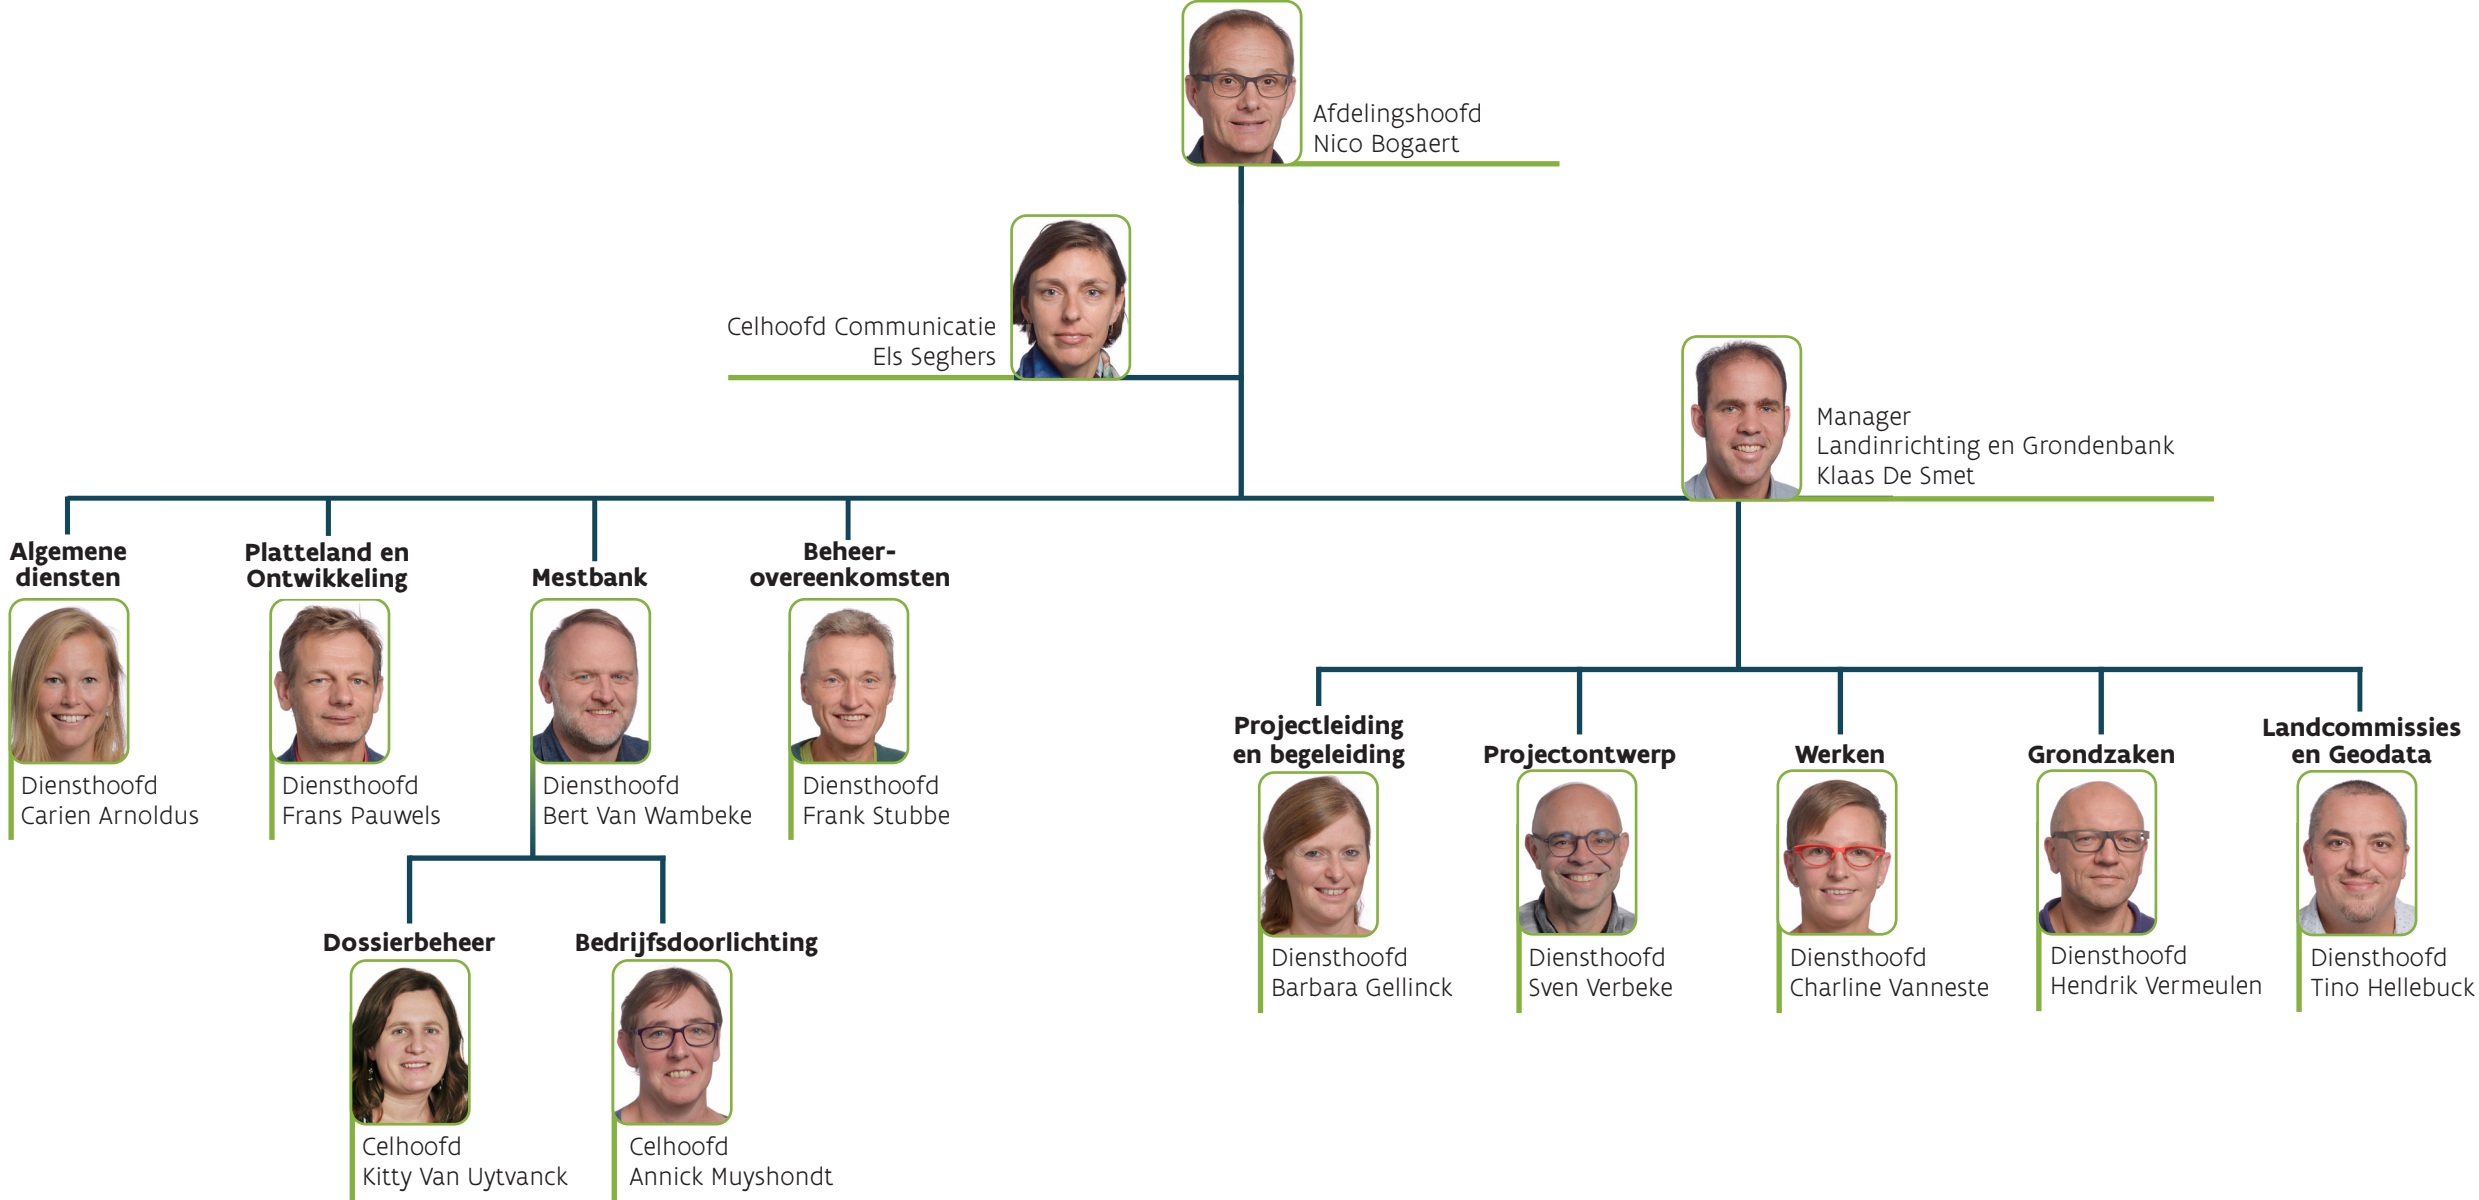 Afdelingshoofd
Nico Bogaert
Celhoofd Communicatie
Els Seghers
Manager
Landinrichting en Grondenbank
Klaas De Smet
Algemene
diensten
Diensthoofd
Carien Arnoldus
Platteland en
Ontwikkeling
Diensthoofd
Frans Pauwels
Mestbank
Diensthoofd
Bert Van Wambeke
Beheer-
overeenkomsten
Diensthoofd
Frank Stubbe
Dossierbeheer
Celhoofd
Kitty Van Uytvanck
Bedrijfsdoorlichting
Celhoofd
Annick Muyshondt
Projectleiding
en begeleiding
Diensthoofd
Barbara Gellinck
Projectontwerp
Diensthoofd
Sven Verbeke
Werken
Diensthoofd
Charline Vanneste
Grondzaken
Diensthoofd
Hendrik Vermeulen
Landcommissies
en Geodata
Diensthoofd
Tino Hellebuck